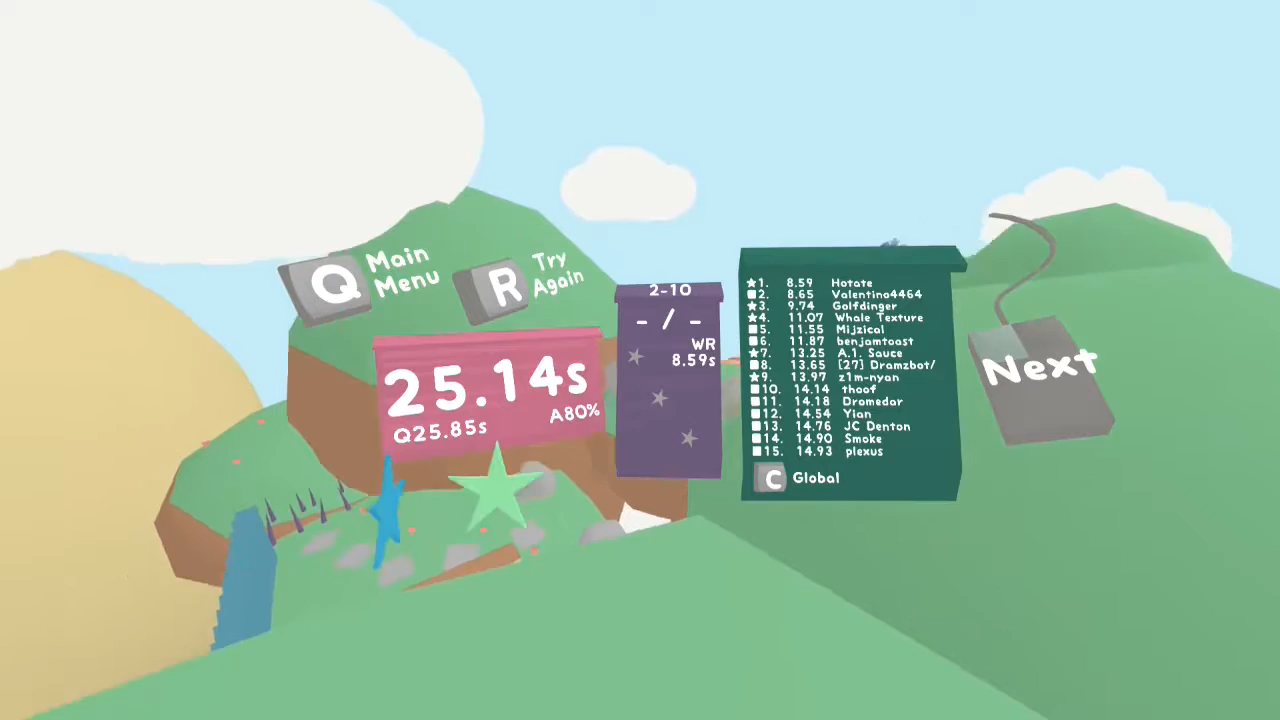 Q Main Menu
R Try Again
25.14s
Q25.85s A80%
2-10
- / -
WR
8.59s
1. 8.59 Hotate
2. 8.65 Valentino4464
3. 9.74 Golfdinger
4. 11.07 Whale Texture
5. 11.55 Mijzical
6. 11.87 benjamtoast
7. 13.25 A.1. Sauce
8. 13.65 [27] Dramzbot/
9. 13.97 z1m-nyan
10. 14.14 thoof
11. 14.18 Dromedar
12. 14.54 Ylan
13. 14.76 JC Denton
14. 14.90 Smoke
15. 14.93 plexus
C Global
Next